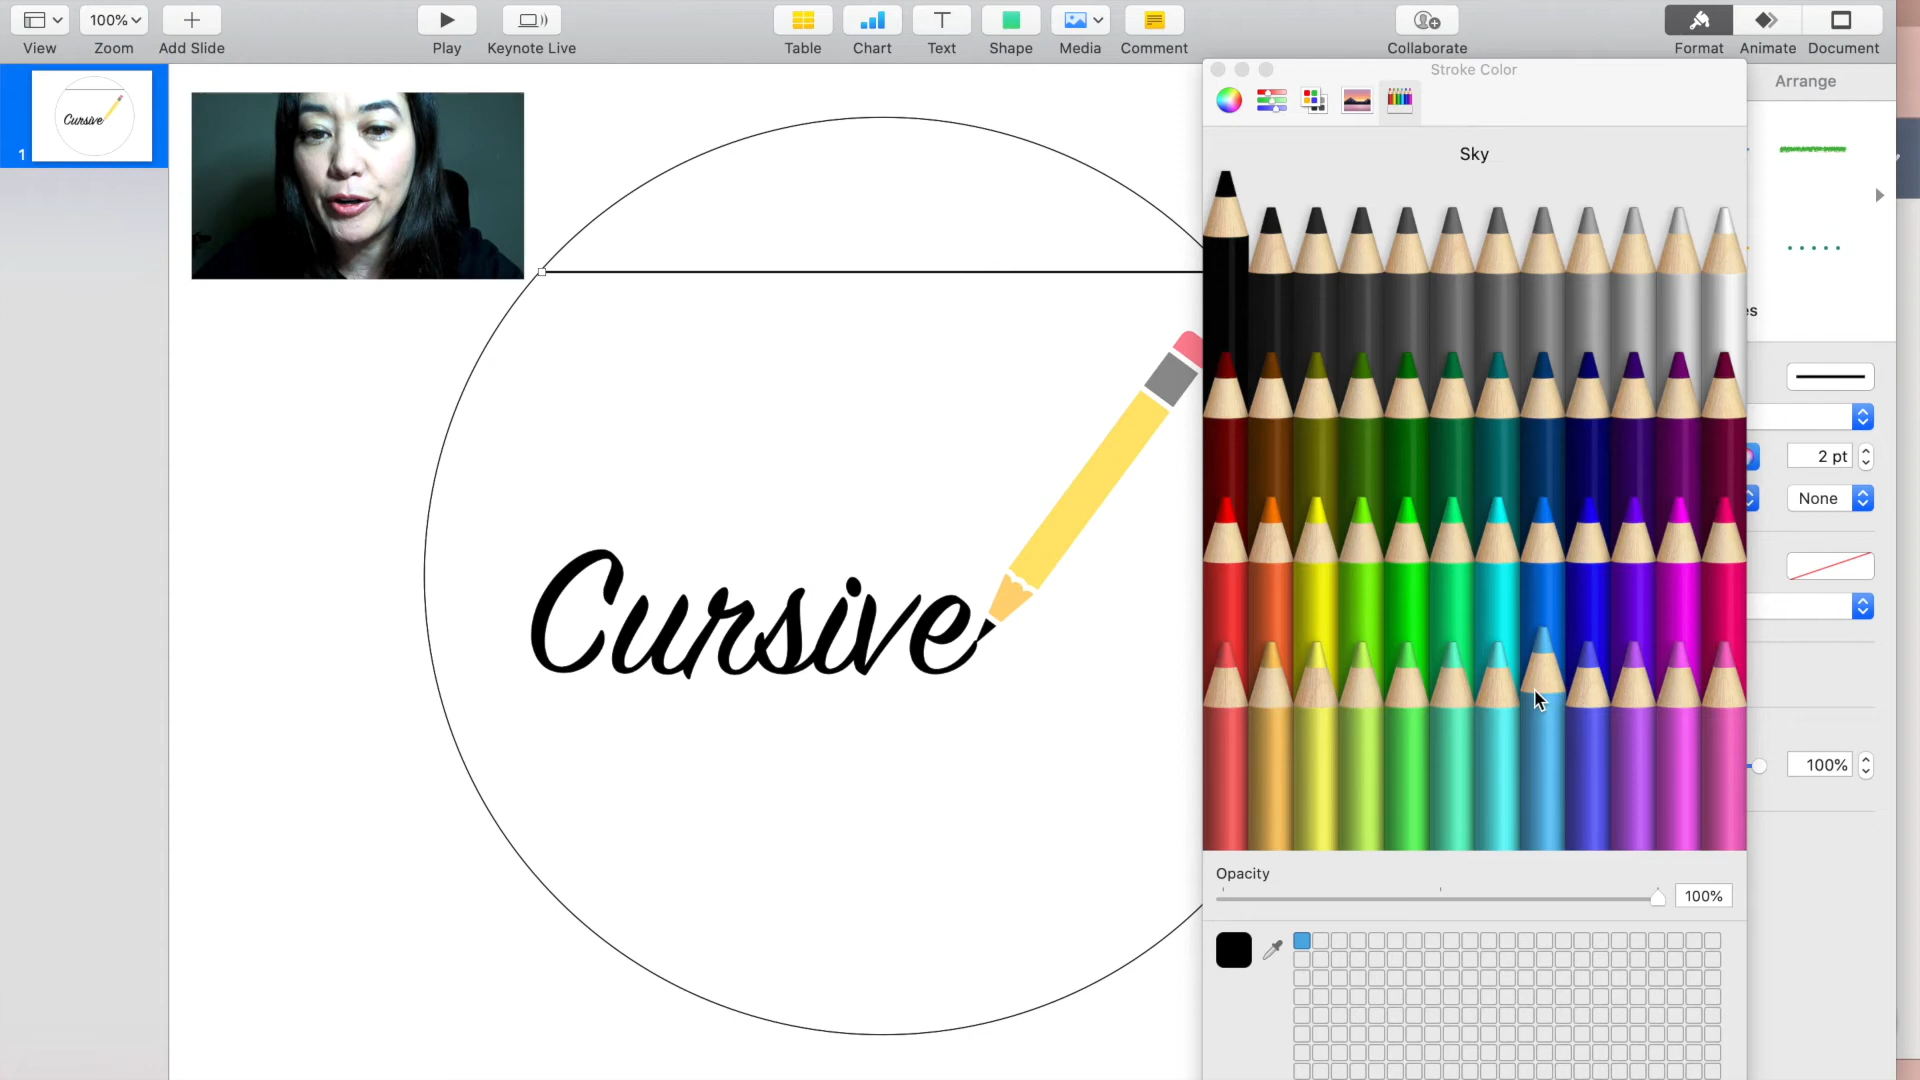 100%
View
Zoom
Add Slide
Play
Keynote Live
Table
Chart
Text
Shape
Media
Comment
Collaborate
Format
Animate
Document
Stroke Color
Arrange
1
Cursive
Sky
es
2 pt
None
Cursive
100%
Opacity
100%